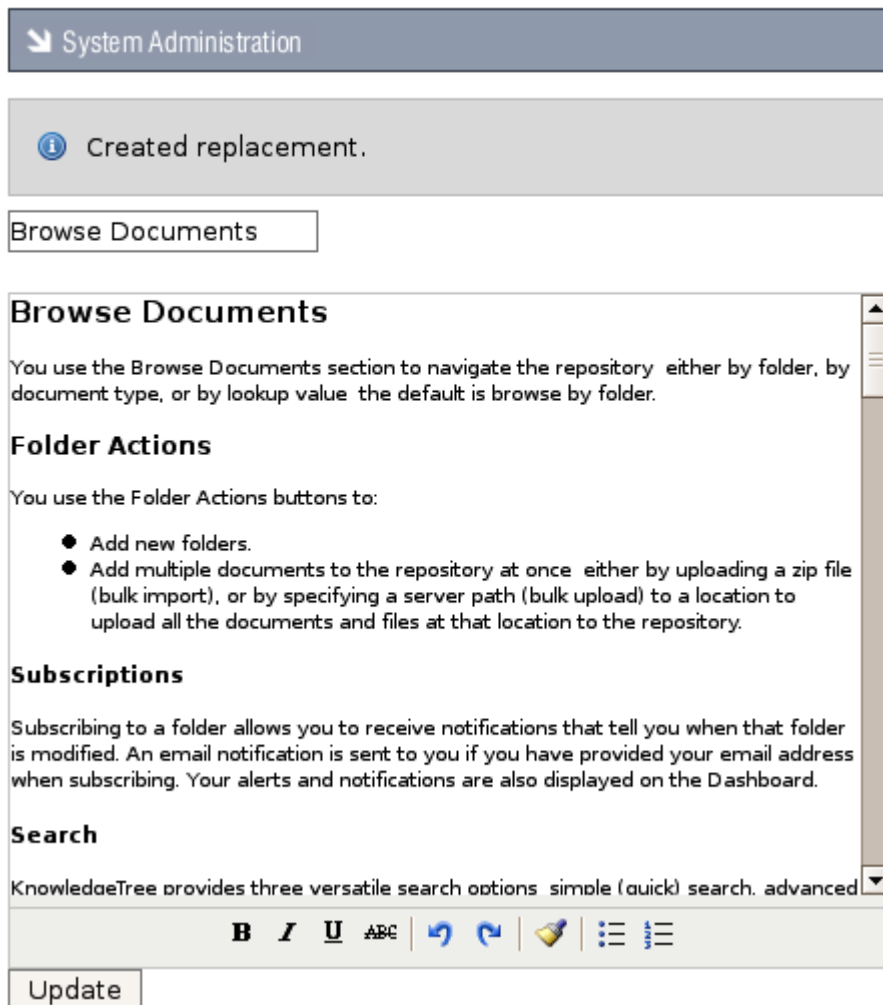 System Administration
Created replacement.
Browse Documents
Browse Documents
You use the Browse Documents section to navigate the repository  either by folder, by
document type, or by lookup value  the default is browse by folder.
Folder Actions
You use the Folder Actions buttons to:
Add new folders.
Add multiple documents to the repository at once  either by uploading a zip file
(bulk import), or by specifying a server path (bulk upload) to a location to
upload all the documents and files at that location to the repository.
Subscriptions
Subscribing to a folder allows you to receive notifications that tell you when that folder
is modified. An email notification is sent to you if you have provided your email address
when subscribing. Your alerts and notifications are also displayed on the Dashboard.
Search
KnowledgeTree provides three versatile search options  simple (quick) search, advanced
B I U ABC
Update